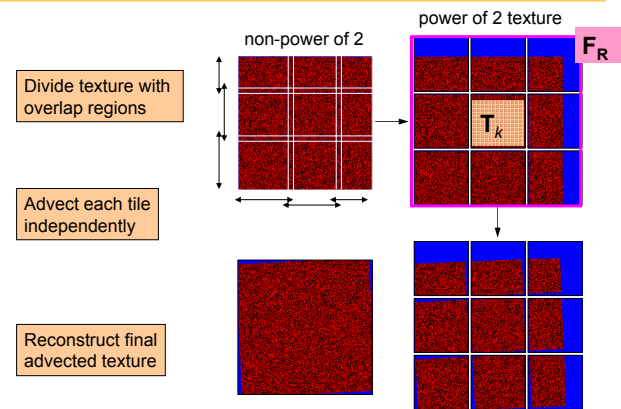 power of 2 texture
non-power of 2
F_R
Divide texture with
overlap regions
T_k
Advect each tile
independently
Reconstruct final
advected texture